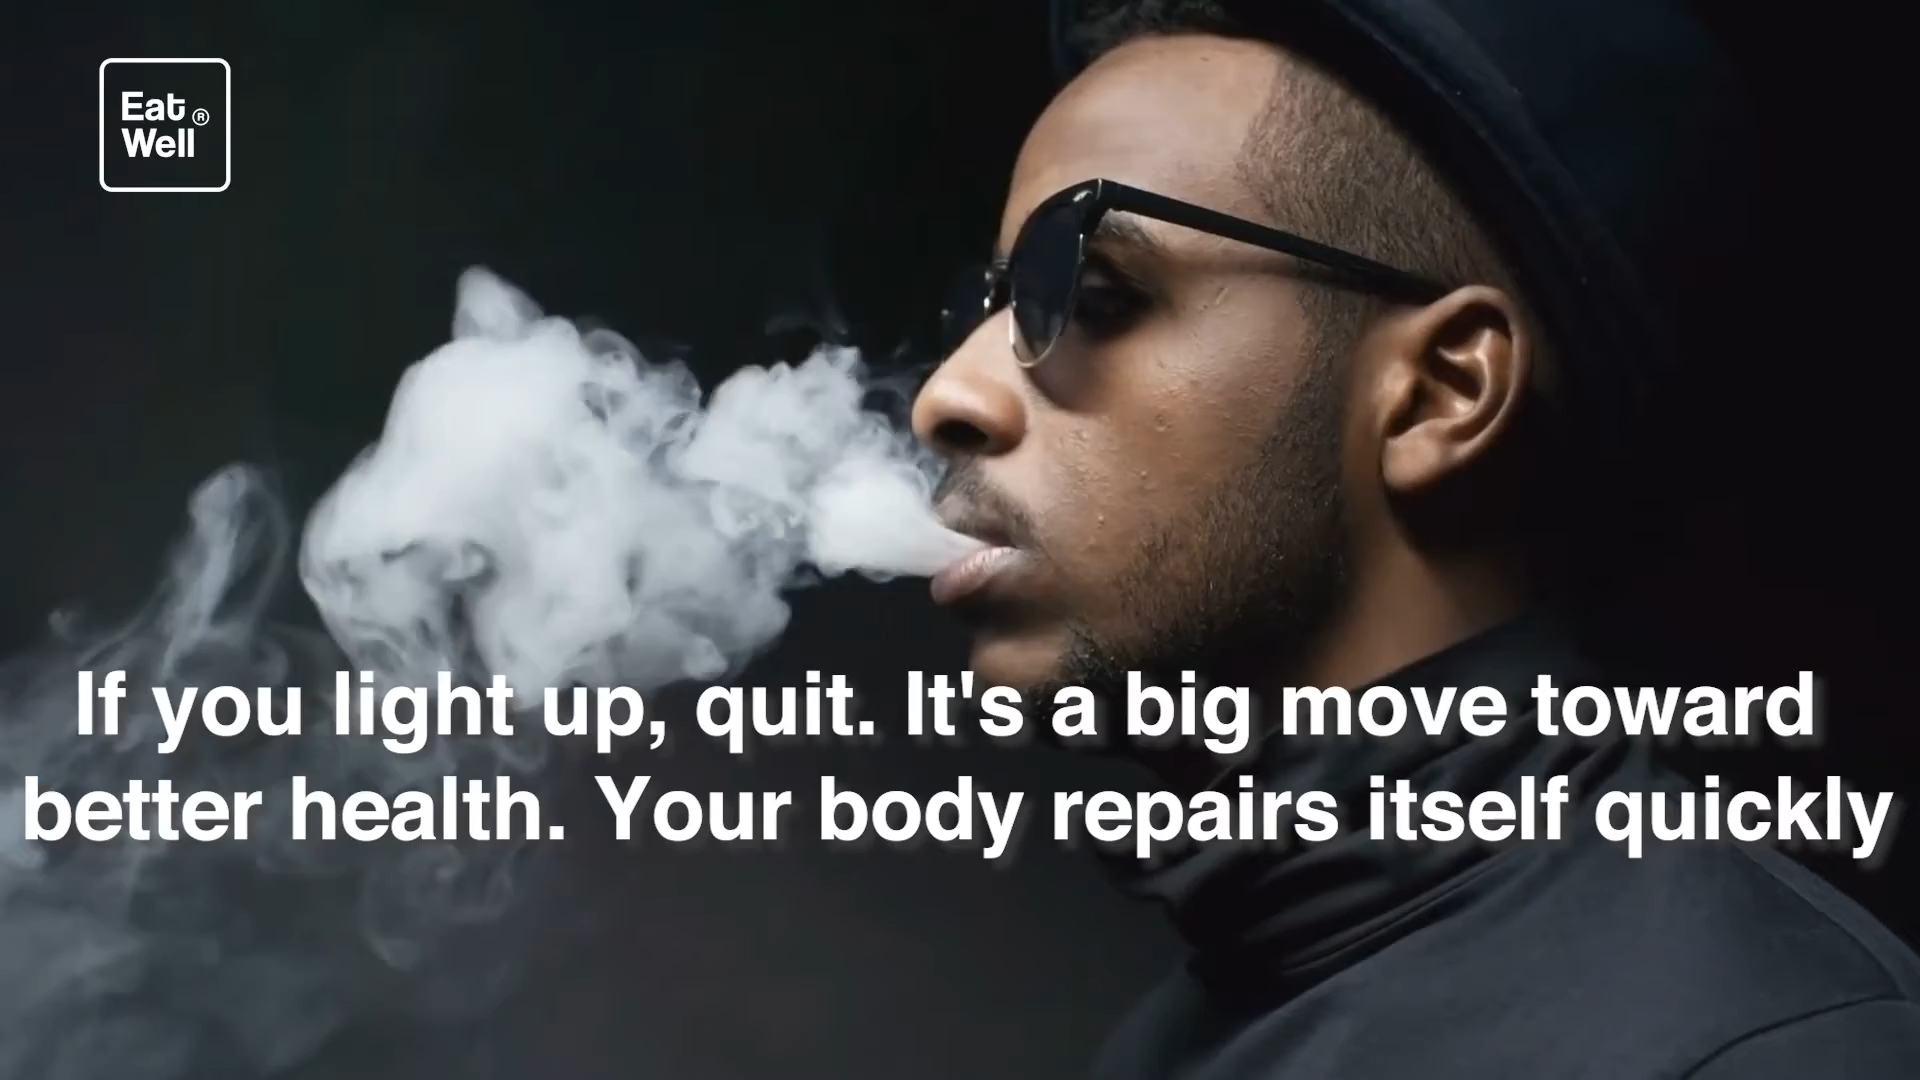 Eat ®
Well
If you light up, quit. It's a big move toward
better health. Your body repairs itself quickly